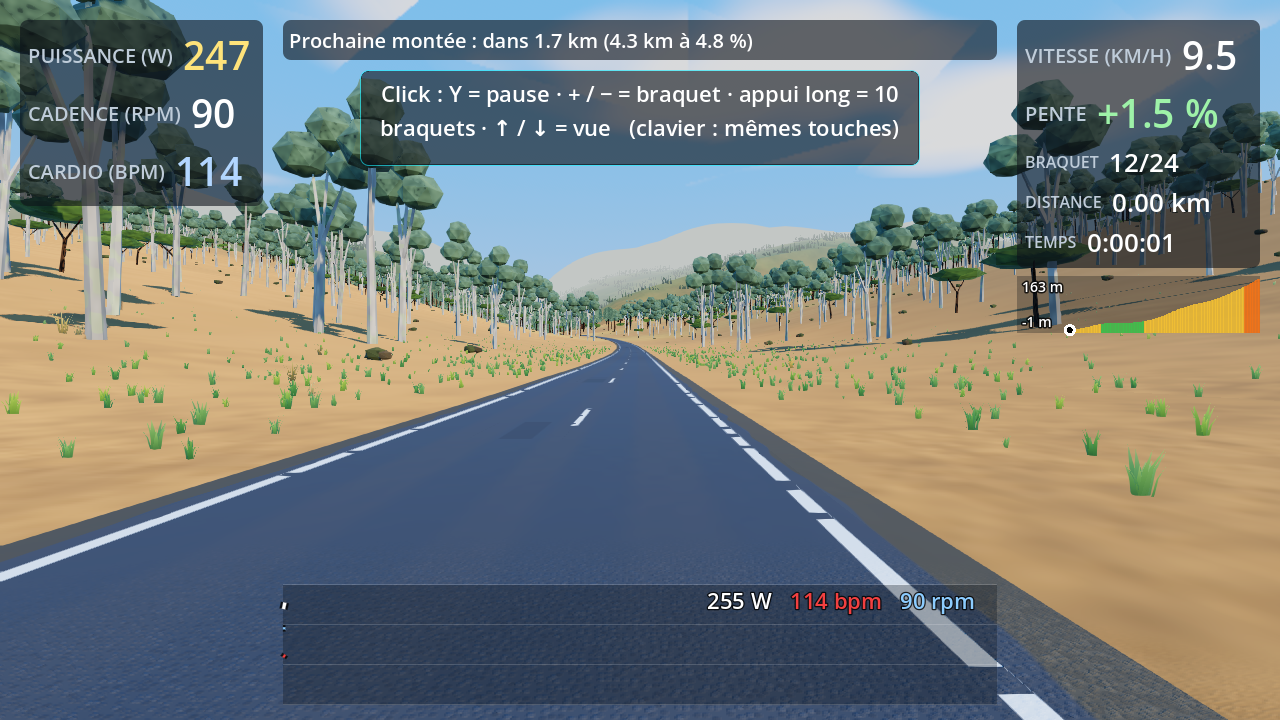 PUISSANCE (W) 247
CADENCE (RPM) 90
CARDIO (BPM) 114
Prochaine montée : dans 1.7 km (4.3 km à 4.8 %)
Click : Y = pause · + / − = braquet · appui long = 10
braquets · ↑ / ↓ = vue (clavier : mêmes touches)
VITESSE (KM/H) 9.5
PENTE +1.5 %
BRAQUET 12/24
DISTANCE 0.00 km
TEMPS 0:00:01
163 m
-1 m
255 W 114 bpm 90 rpm